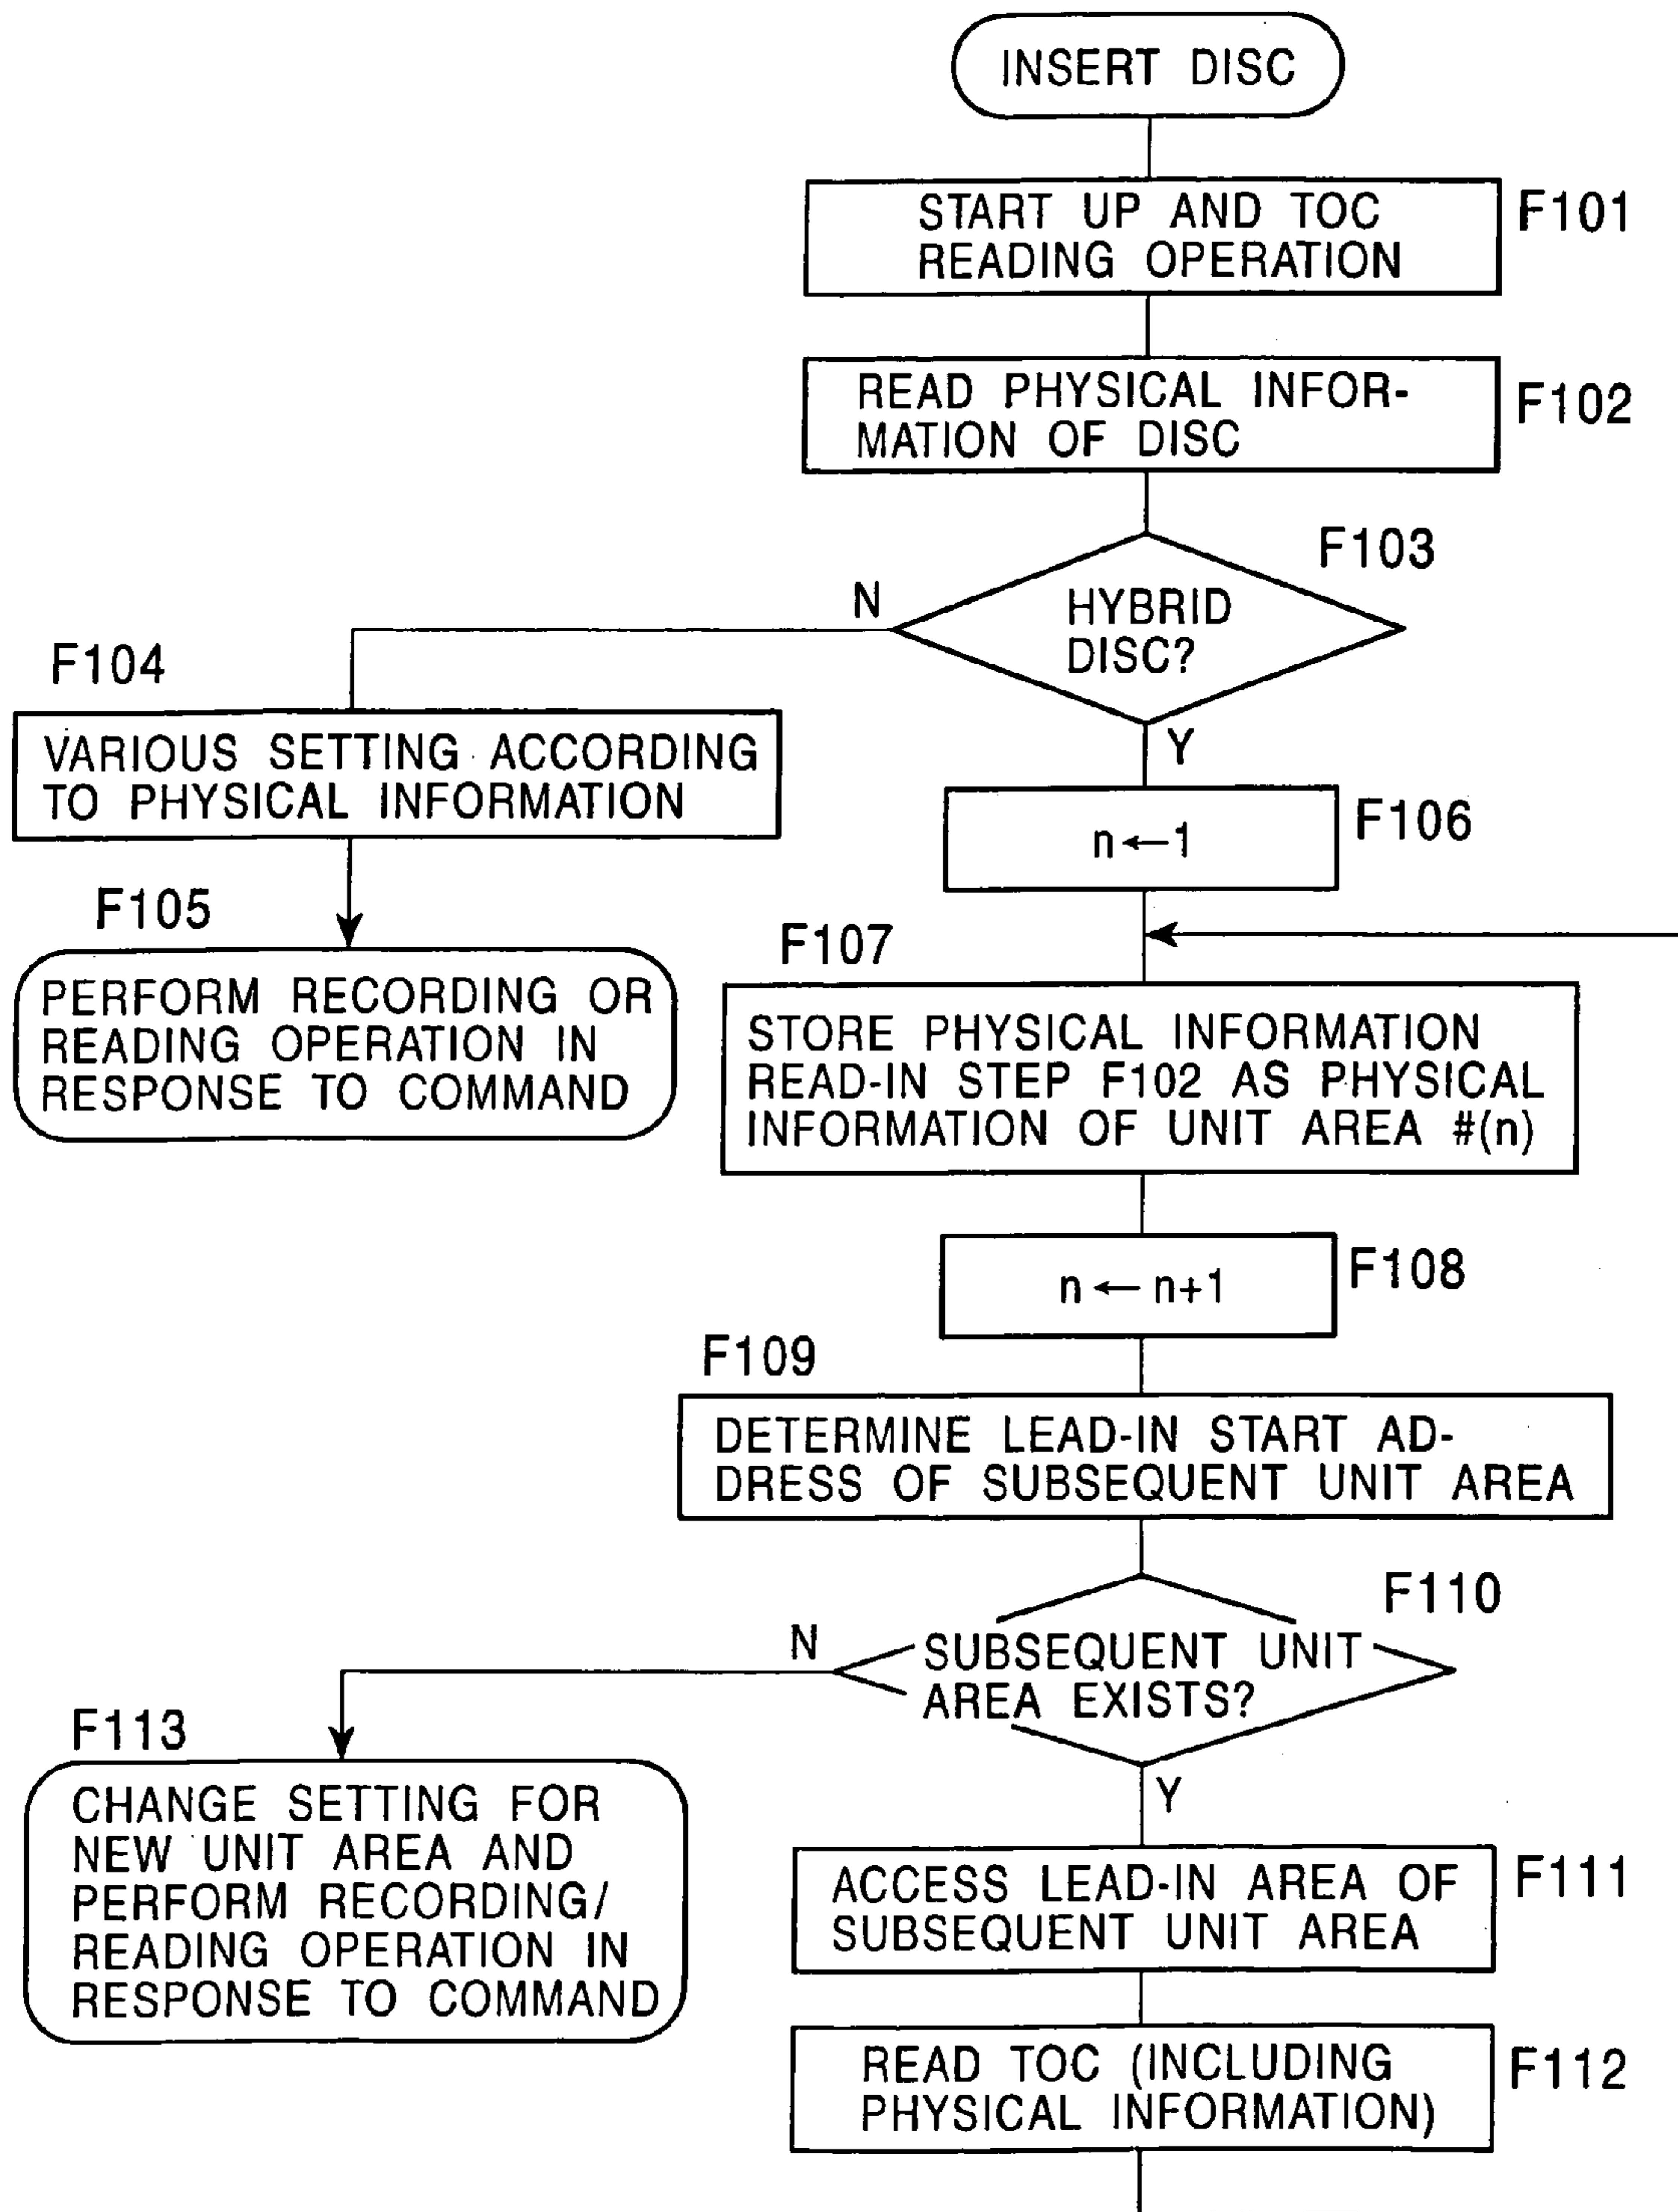 INSERT DISC
START UP AND TOC
READING OPERATION
F101
READ PHYSICAL INFOR-
MATION OF DISC
F102
F103
HYBRID
DISC?
N
Y
F104
VARIOUS SETTING ACCORDING
TO PHYSICAL INFORMATION
F105
PERFORM RECORDING OR
READING OPERATION IN
RESPONSE TO COMMAND
n←1
F106
F107
STORE PHYSICAL INFORMATION
READ-IN STEP F102 AS PHYSICAL
INFORMATION OF UNIT AREA #(n)
n←n+1
F108
F109
DETERMINE LEAD-IN START AD-
DRESS OF SUBSEQUENT UNIT AREA
F110
SUBSEQUENT UNIT
AREA EXISTS?
N
Y
F113
CHANGE SETTING FOR
NEW UNIT AREA AND
PERFORM RECORDING/
READING OPERATION IN
RESPONSE TO COMMAND
ACCESS LEAD-IN AREA OF
SUBSEQUENT UNIT AREA
F111
READ TOC (INCLUDING
PHYSICAL INFORMATION)
F112